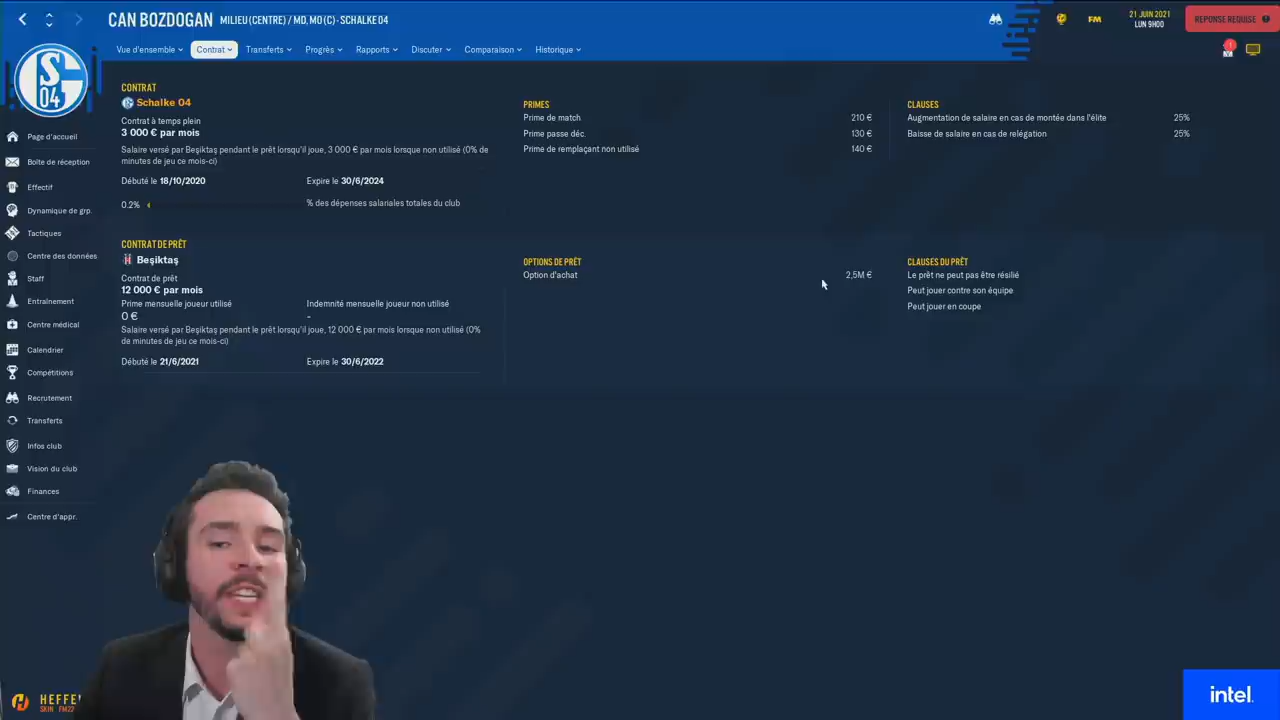 CAN BOZDOGAN MILIEU (CENTRE) / MD, MO (C) - SCHALKE 04
FM
21 JUIN 2021
LUN 9H00
RÉPONSE REQUISE
Vue d'ensemble
Contrat
Transferts
Progrès
Rapports
Discuter
Comparaison
Historique
S
04
Page d'accueil
Boîte de réception
Effectif
Dynamique de grp.
Tactiques
Centre des données
Staff
Entraînement
Centre médical
Calendrier
Compétitions
Recrutement
Transferts
Infos club
Vision du club
Finances
Centre d'appr.
CONTRAT
Schalke 04
Contrat à temps plein
3 000 € par mois
Salaire versé par Beşiktaş pendant le prêt lorsqu'il joue, 3 000 € par mois lorsque non utilisé (0% de
minutes de jeu ce mois-ci)
Débuté le 18/10/2020
Expire le 30/6/2024
0.2%
% des dépenses salariales totales du club
PRIMES
Prime de match 210 €
Prime passe déc. 130 €
Prime de remplaçant non utilisé 140 €
CLAUSES
Augmentation de salaire en cas de montée dans l'élite 25%
Baisse de salaire en cas de relégation 25%
CONTRAT DE PRÊT
Beşiktaş
Contrat de prêt
12 000 € par mois
Prime mensuelle joueur utilisé
0 €
Indemnité mensuelle joueur non utilisé
-
Salaire versé par Beşiktaş pendant le prêt lorsqu'il joue, 12 000 € par mois lorsque non utilisé (0%
de minutes de jeu ce mois-ci)
Débuté le 21/6/2021
Expire le 30/6/2022
OPTIONS DE PRÊT
Option d'achat 2,5M €
CLAUSES DU PRÊT
Le prêt ne peut pas être résilié
Peut jouer contre son équipe
Peut jouer en coupe
SKIN FM22
intel.